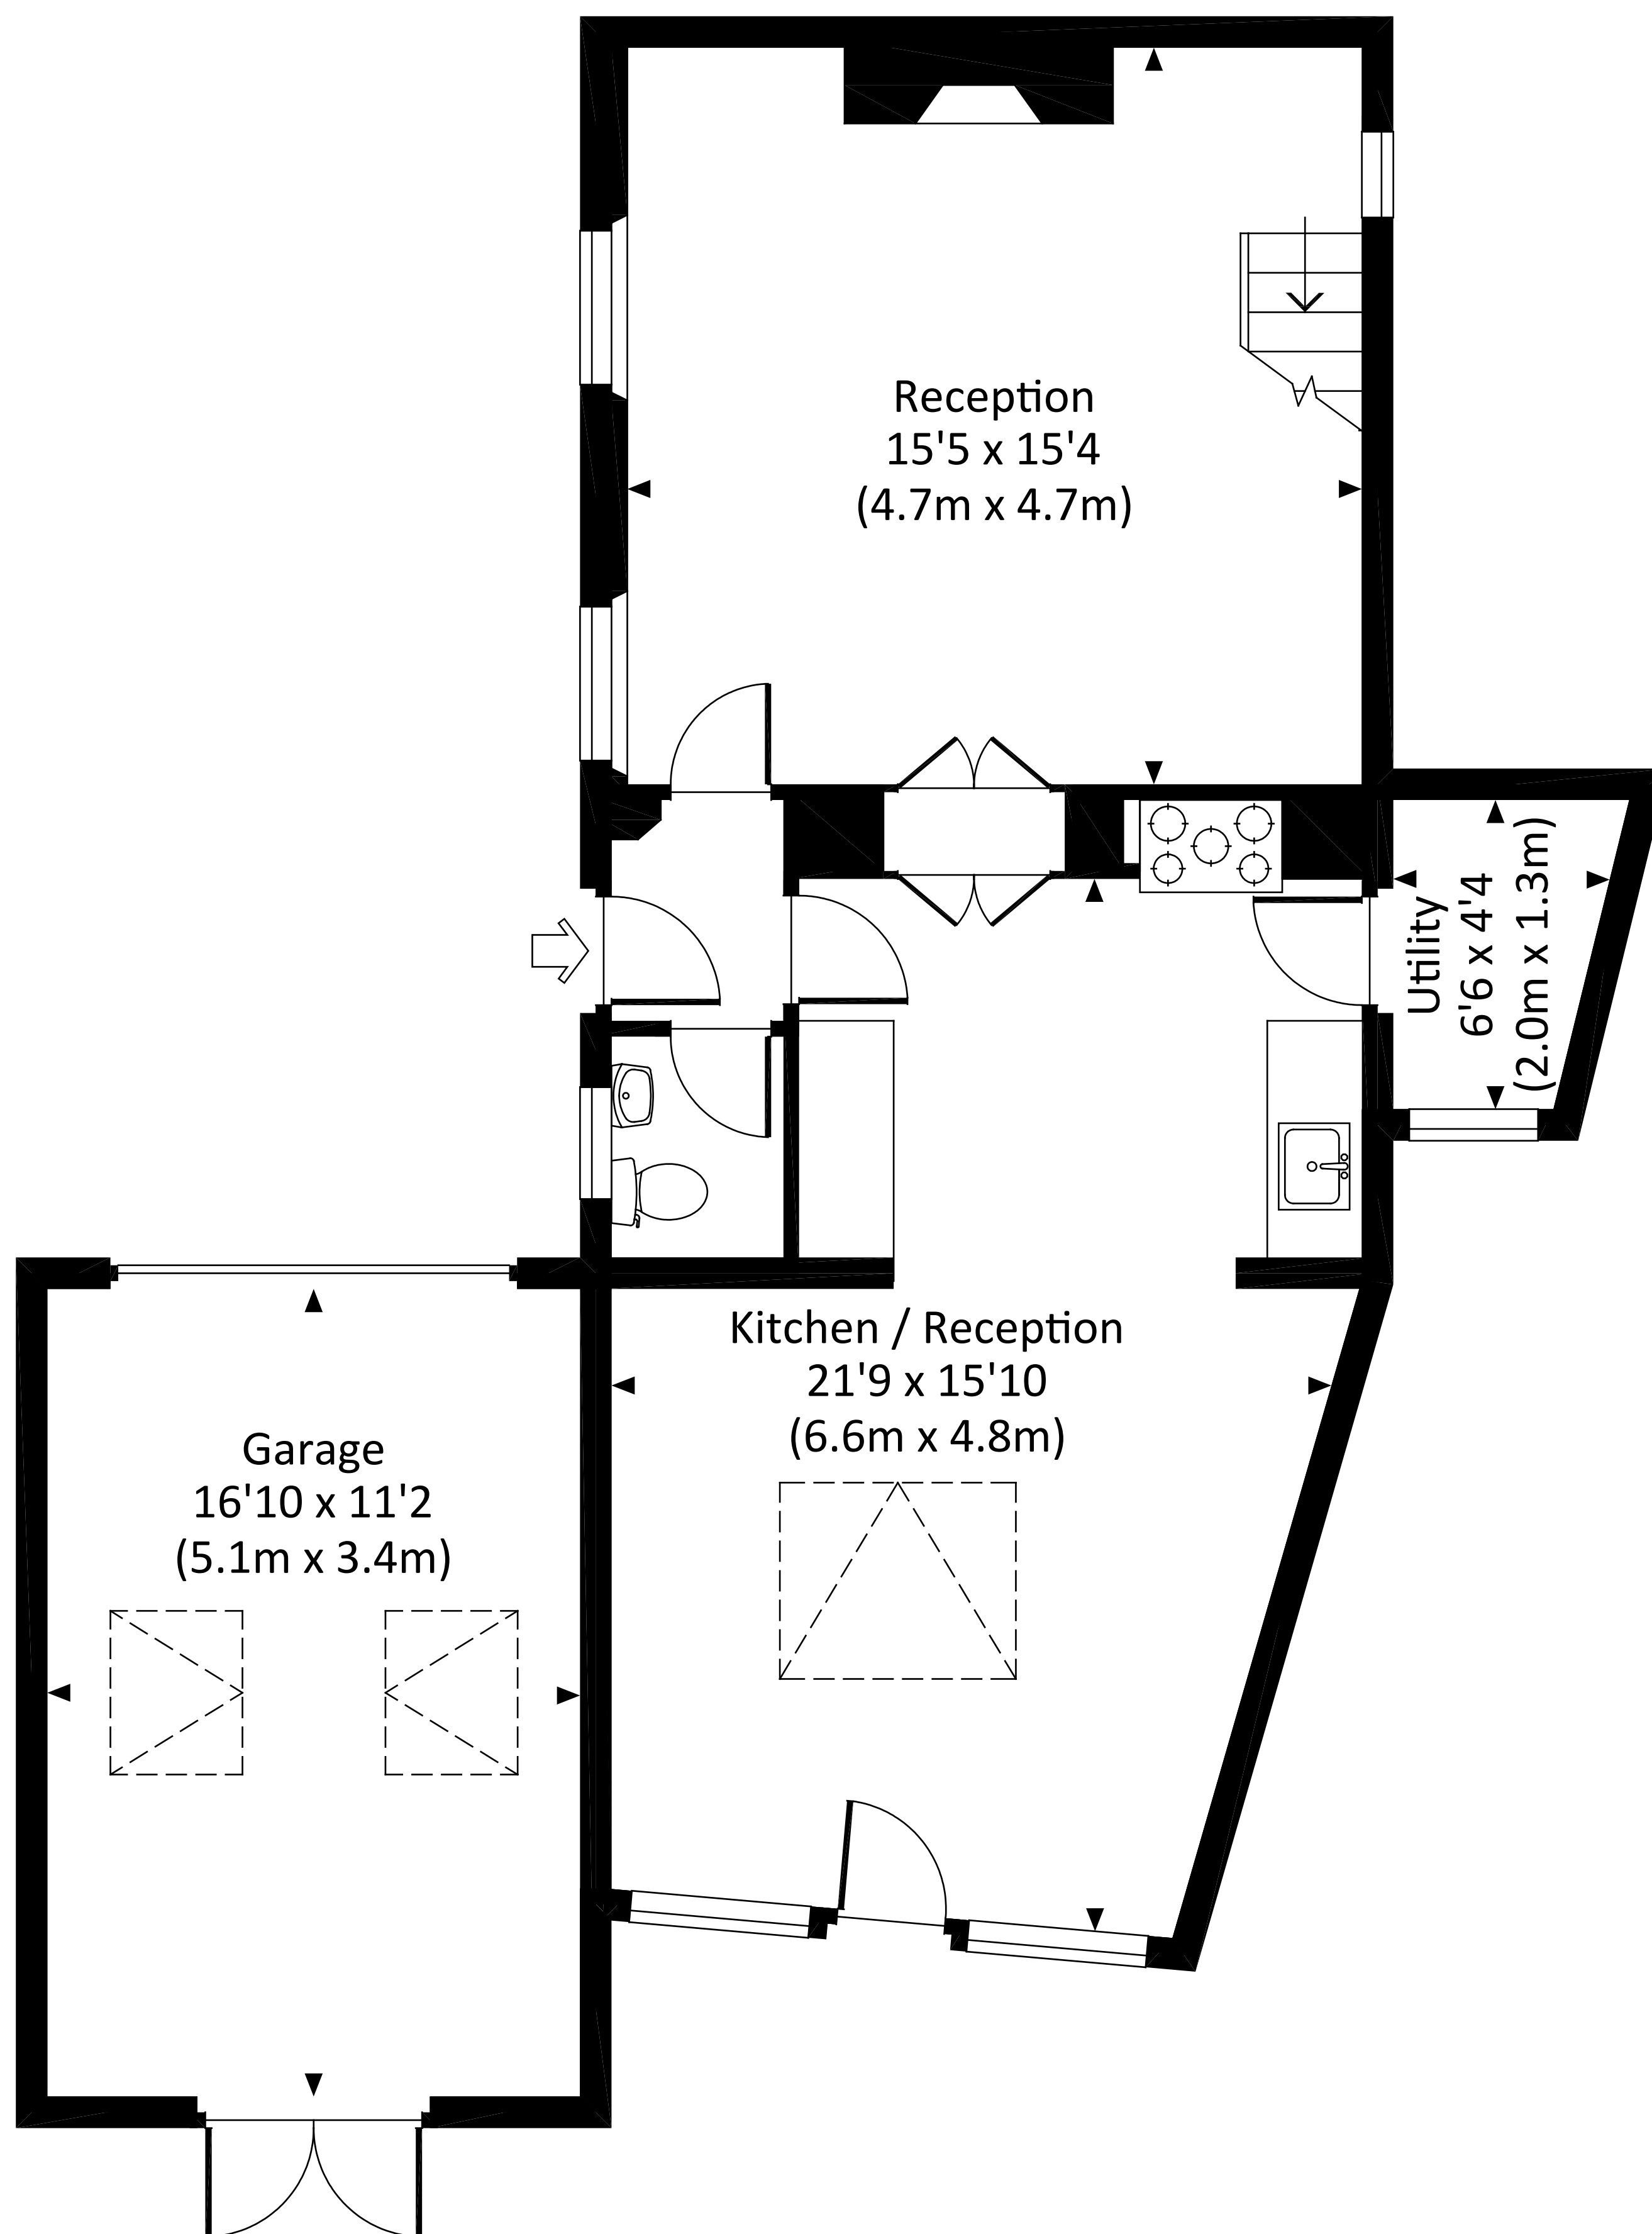 Reception
15'5 x 15'4
(4.7m x 4.7m)
Utility
6'6 x 4'4
(2.0m x 1.3m)
Kitchen / Reception
21'9 x 15'10
(6.6m x 4.8m)
Garage
16'10 x 11'2
(5.1m x 3.4m)